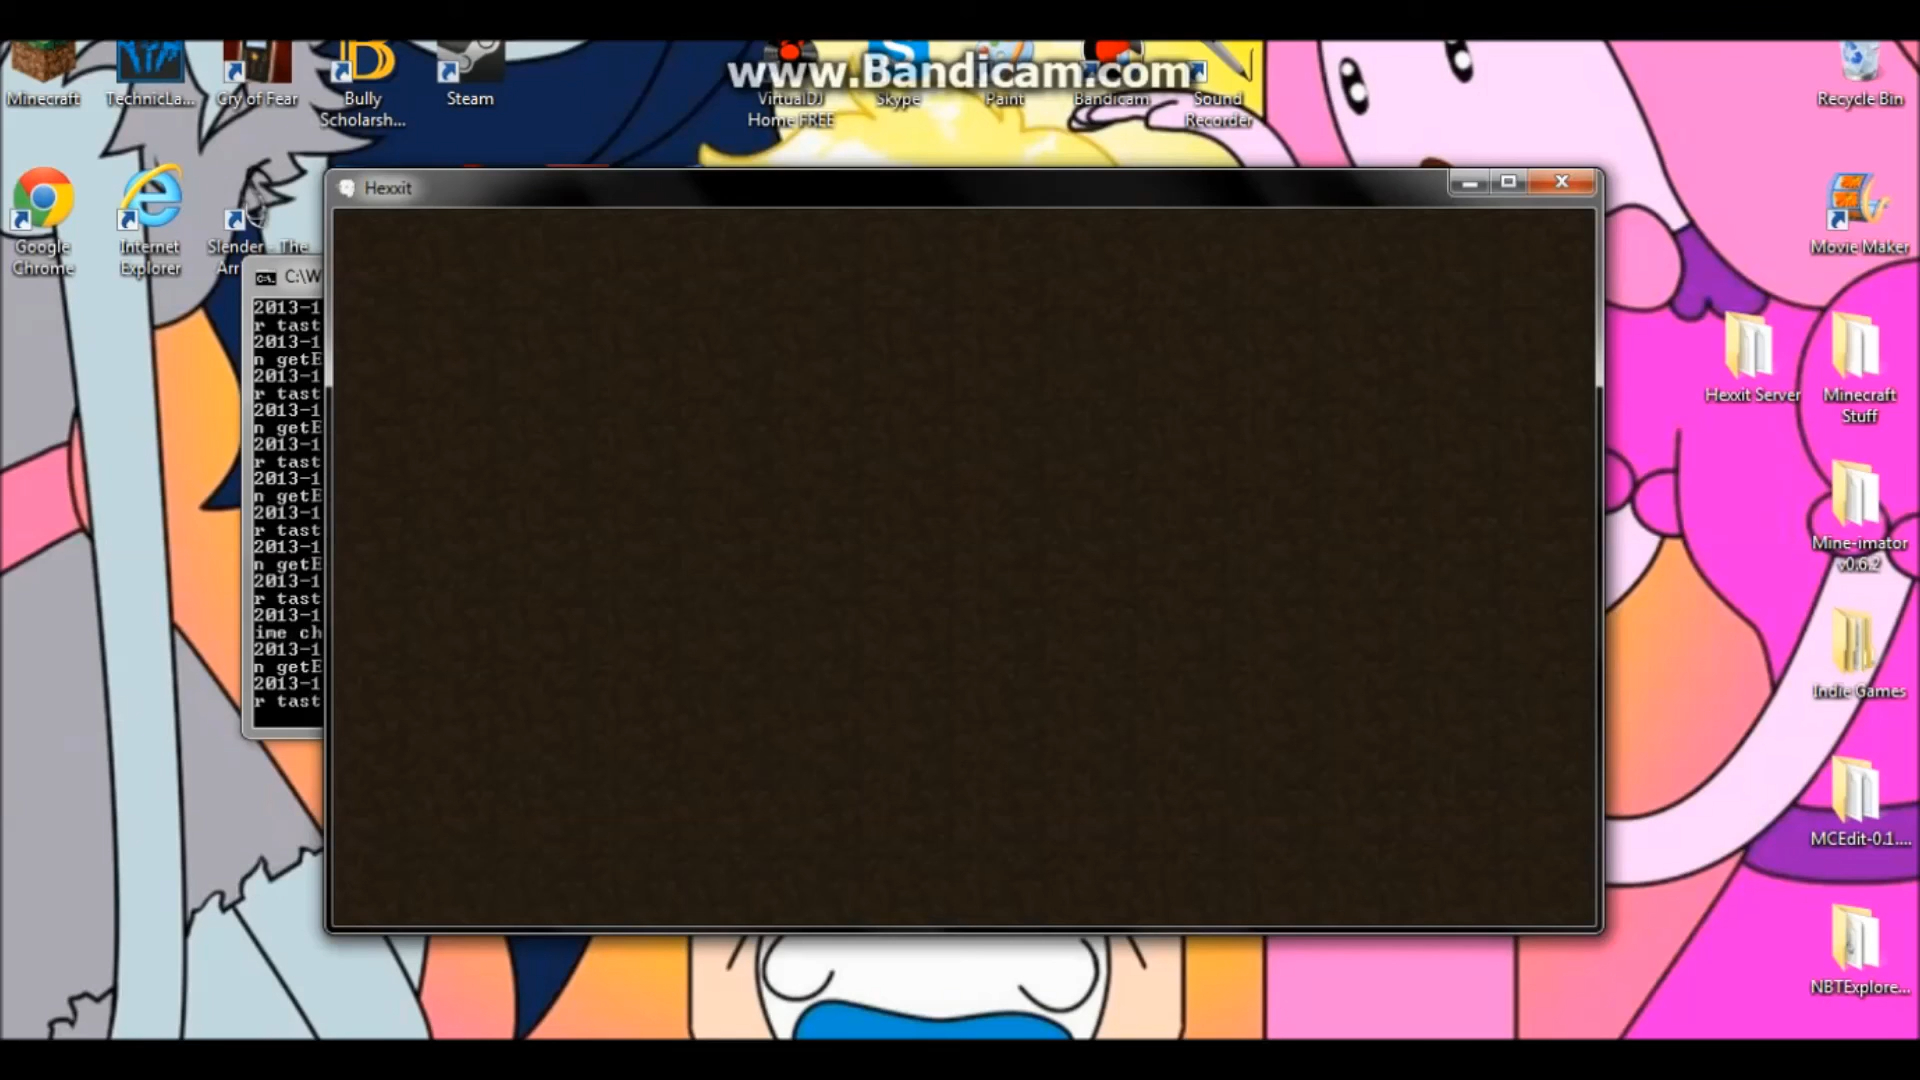 www.Bandicam.com
Minecraft
TechnicLa...
Cry of Fear
Bully
Scholarsh...
Steam
VirtualDJ
Home FREE
Skype
Paint
Bandicam
Sound
Recorder
Recycle Bin
Google
Chrome
Internet
Explorer
Slender - The
Arri
Movie Maker
Hexxit
C:\W
2013-1
r tast
2013-1
n getE
2013-1
r tast
2013-1
n getE
2013-1
r tast
2013-1
n getE
2013-1
r tast
2013-1
n getE
2013-1
r tast
2013-1
ime ch
2013-1
n getE
2013-1
r tast
Hexxit Server
Minecraft
Stuff
Mine-imator
v0.6.2
Indie Games
MCEdit-0.1....
NBTExplore...